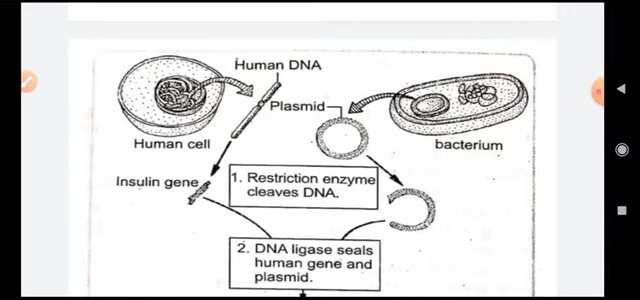 Human DNA
Plasmid
Human cell
bacterium
Insulin gene
1. Restriction enzyme
cleaves DNA.
2. DNA ligase seals
human gene and
plasmid.